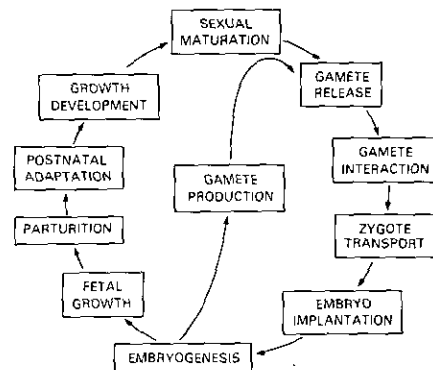 SEXUAL
MATURATION
GROWTH
DEVELOPMENT
GAMETE
RELEASE
POSTNATAL
ADAPTATION
GAMETE
PRODUCTION
GAMETE
INTERACTION
PARTURITION
ZYGOTE
TRANSPORT
FETAL
GROWTH
EMBRYO
IMPLANTATION
EMBRYOGENESIS